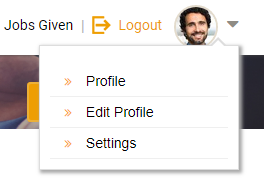 Jobs Given | Logout
» Profile
» Edit Profile
» Settings